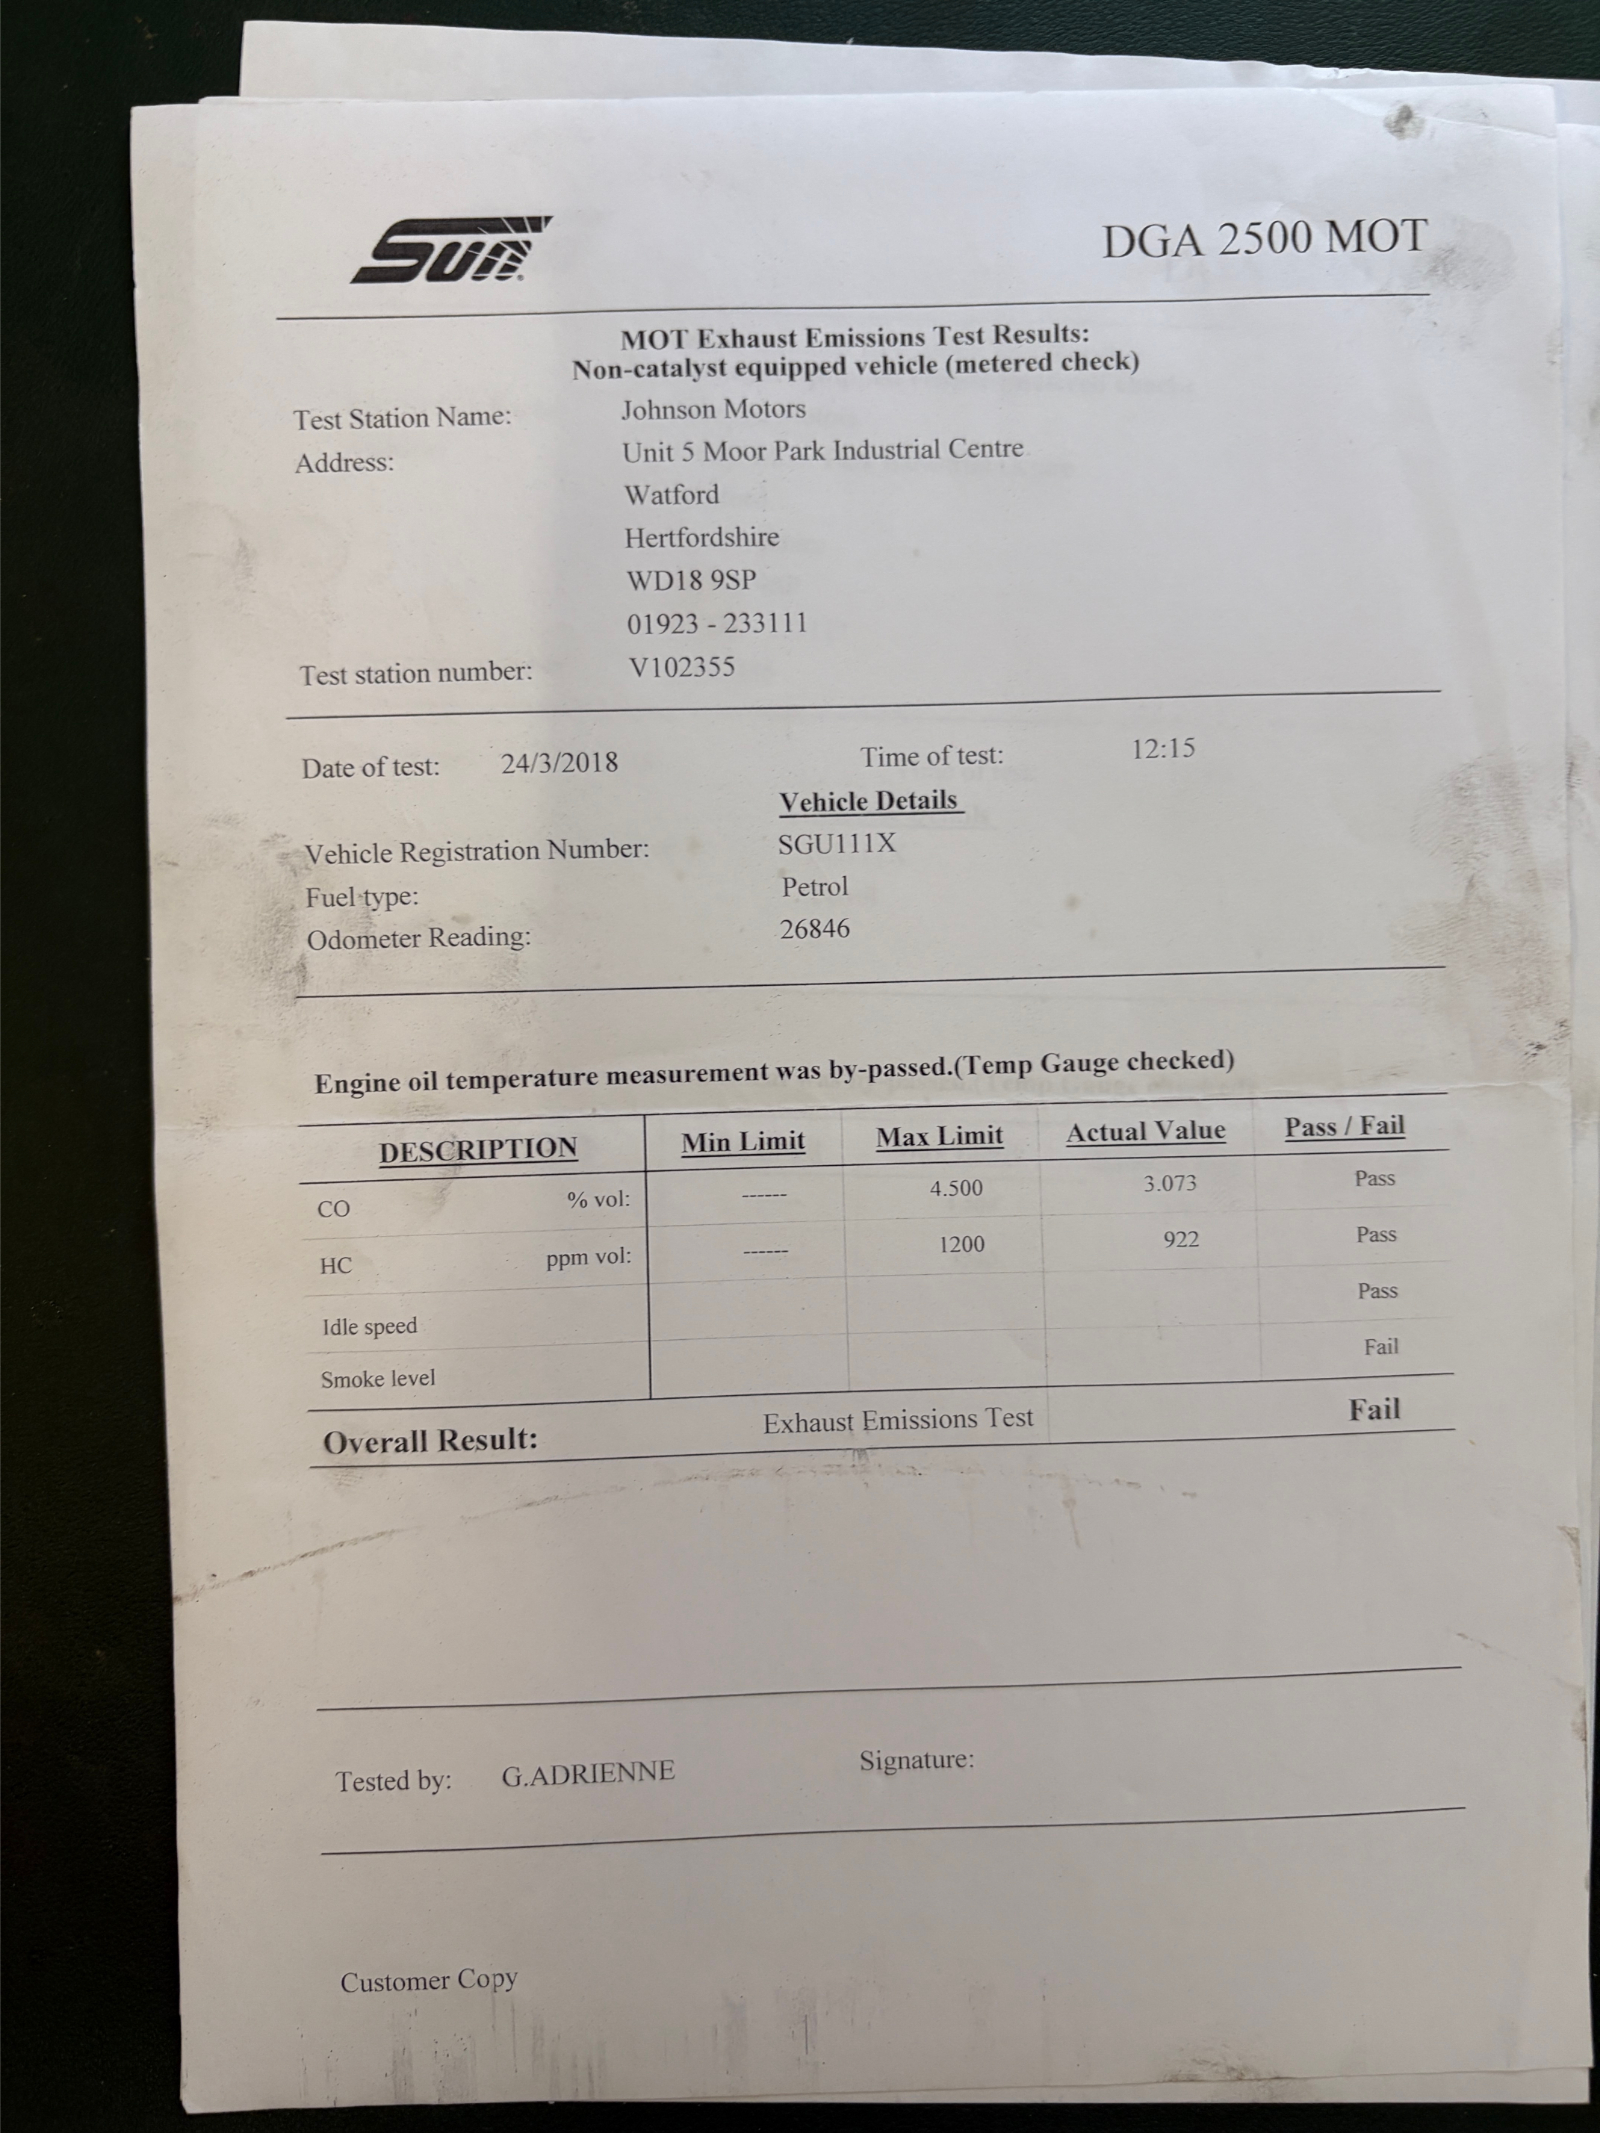 Sun
DGA 2500 MOT
MOT Exhaust Emissions Test Results:
Non-catalyst equipped vehicle (metered check)
Test Station Name: Johnson Motors
Address: Unit 5 Moor Park Industrial Centre
Watford
Hertfordshire
WD18 9SP
01923 - 233111
Test station number: V102355
Date of test: 24/3/2018 Time of test: 12:15
Vehicle Details
Vehicle Registration Number: SGU111X
Fuel type: Petrol
Odometer Reading: 26846
Engine oil temperature measurement was by-passed.(Temp Gauge checked)
DESCRIPTION Min Limit Max Limit Actual Value Pass / Fail
CO % vol: ------ 4.500 3.073 Pass
HC ppm vol: ------ 1200 922 Pass
Idle speed Pass
Smoke level Fail
Overall Result: Exhaust Emissions Test Fail
Tested by: G.ADRIENNE Signature:
Customer Copy